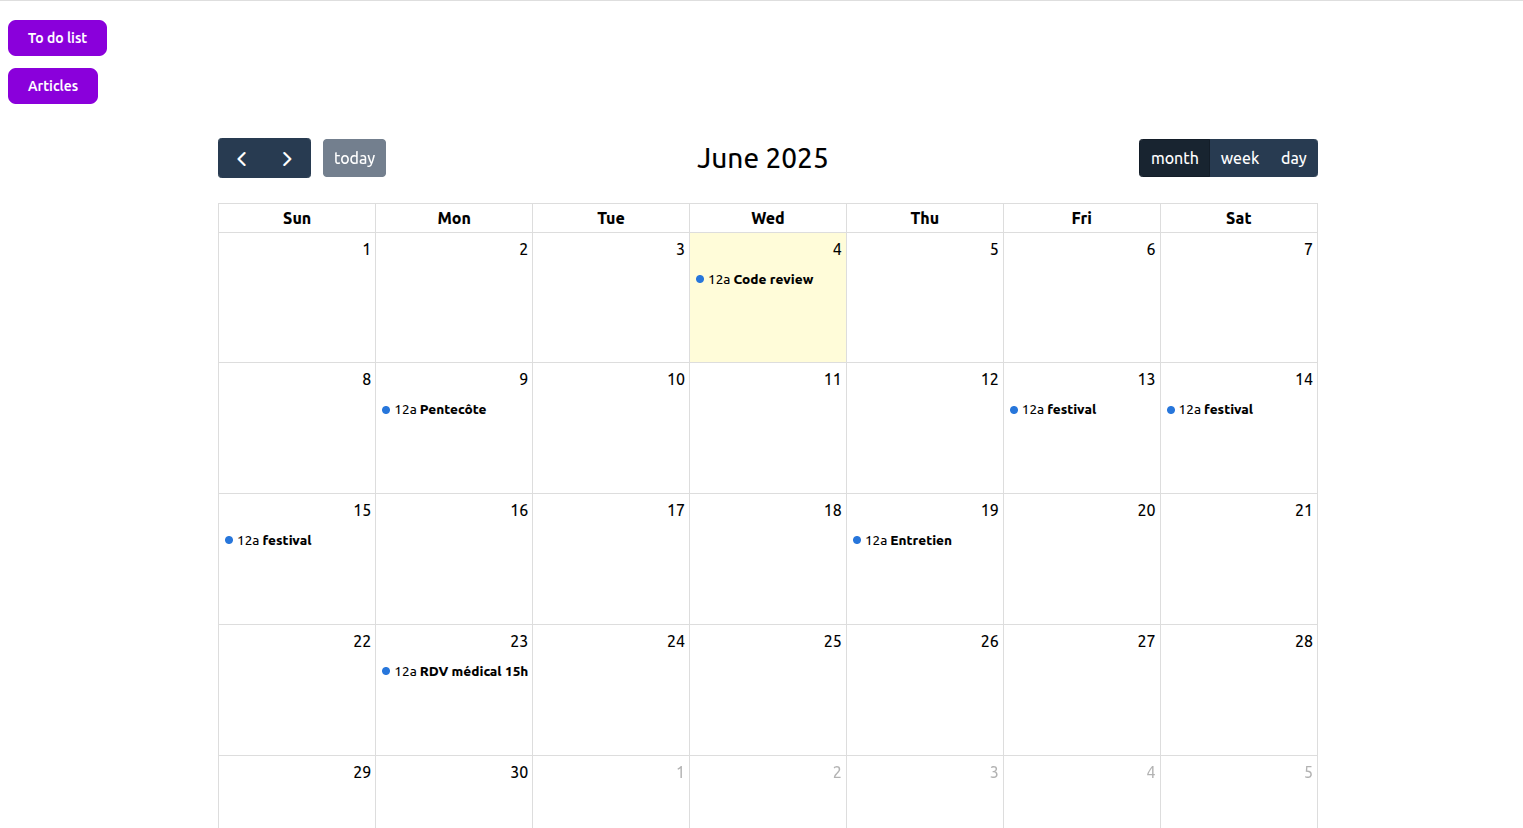 To do list
Articles
today
June 2025
month week day
Sun Mon Tue Wed Thu Fri Sat
1 2 3 4 5 6 7
12a Code review
8 9 10 11 12 13 14
12a Pentecôte 12a festival 12a festival
15 16 17 18 19 20 21
12a festival 12a Entretien
22 23 24 25 26 27 28
12a RDV médical 15h
29 30 1 2 3 4 5